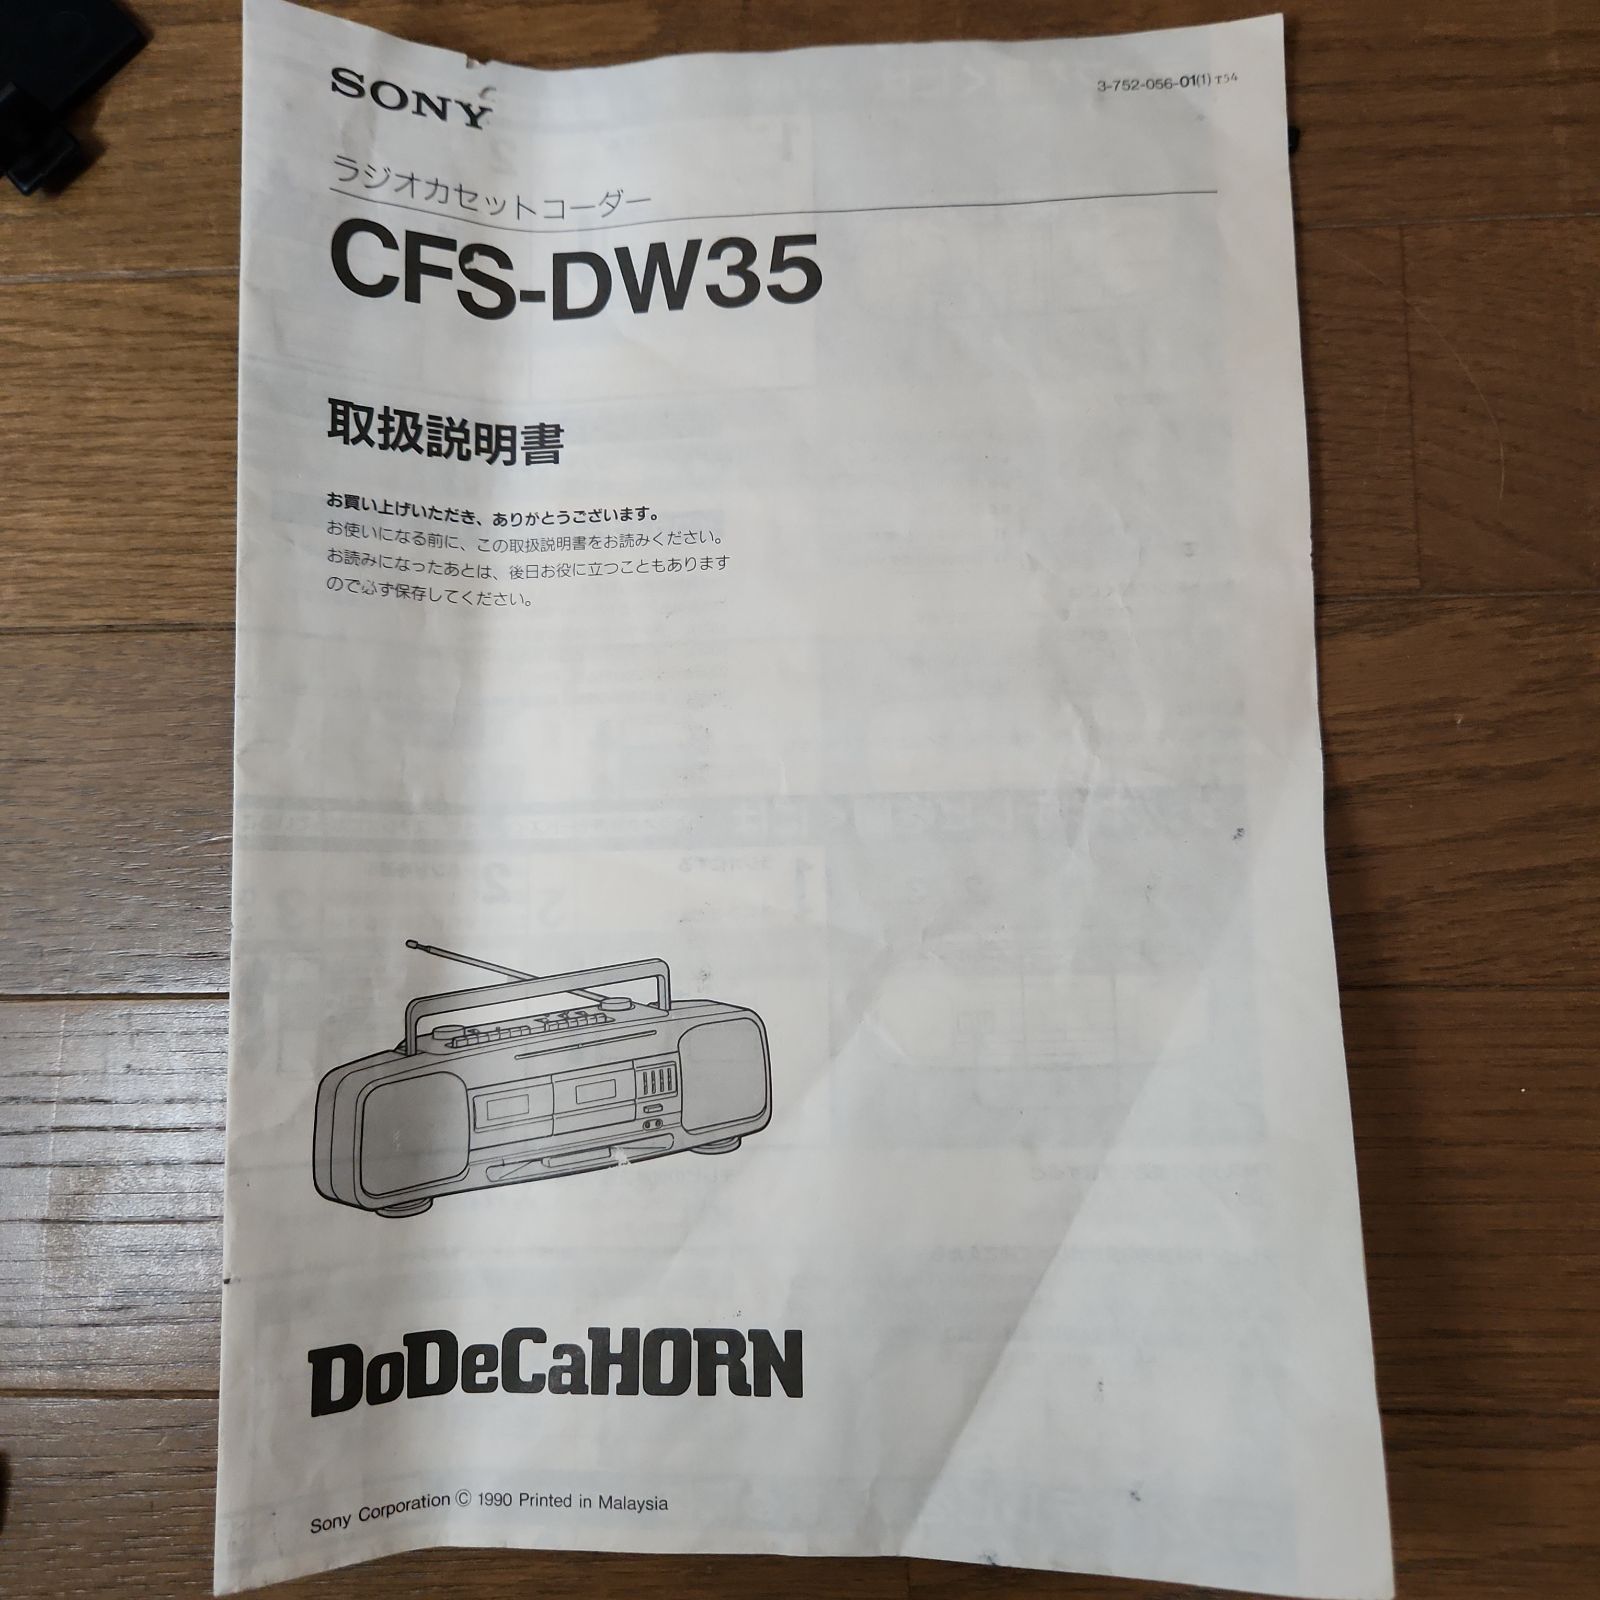 SONY
3-752-056-01(1) T54
ラジオカセットコーダー
CFS-DW35
取扱説明書
お買い上げいただき、ありがとうございます。
お使いになる前に、この取扱説明書をお読みください。
お読みになったあとは、後日お役に立つこともあります
ので必ず保存してください。
DoDeCaHORN
Sony Corporation © 1990 Printed in Malaysia